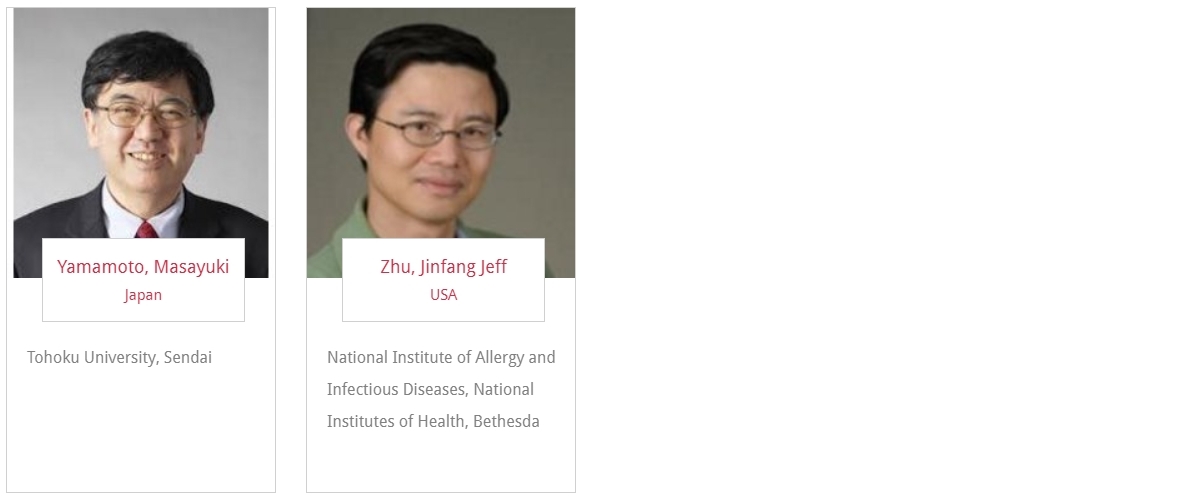 Yamamoto, Masayuki
Japan
Tohoku University, Sendai
Zhu, Jinfang Jeff
USA
National Institute of Allergy and
Infectious Diseases, National
Institutes of Health, Bethesda